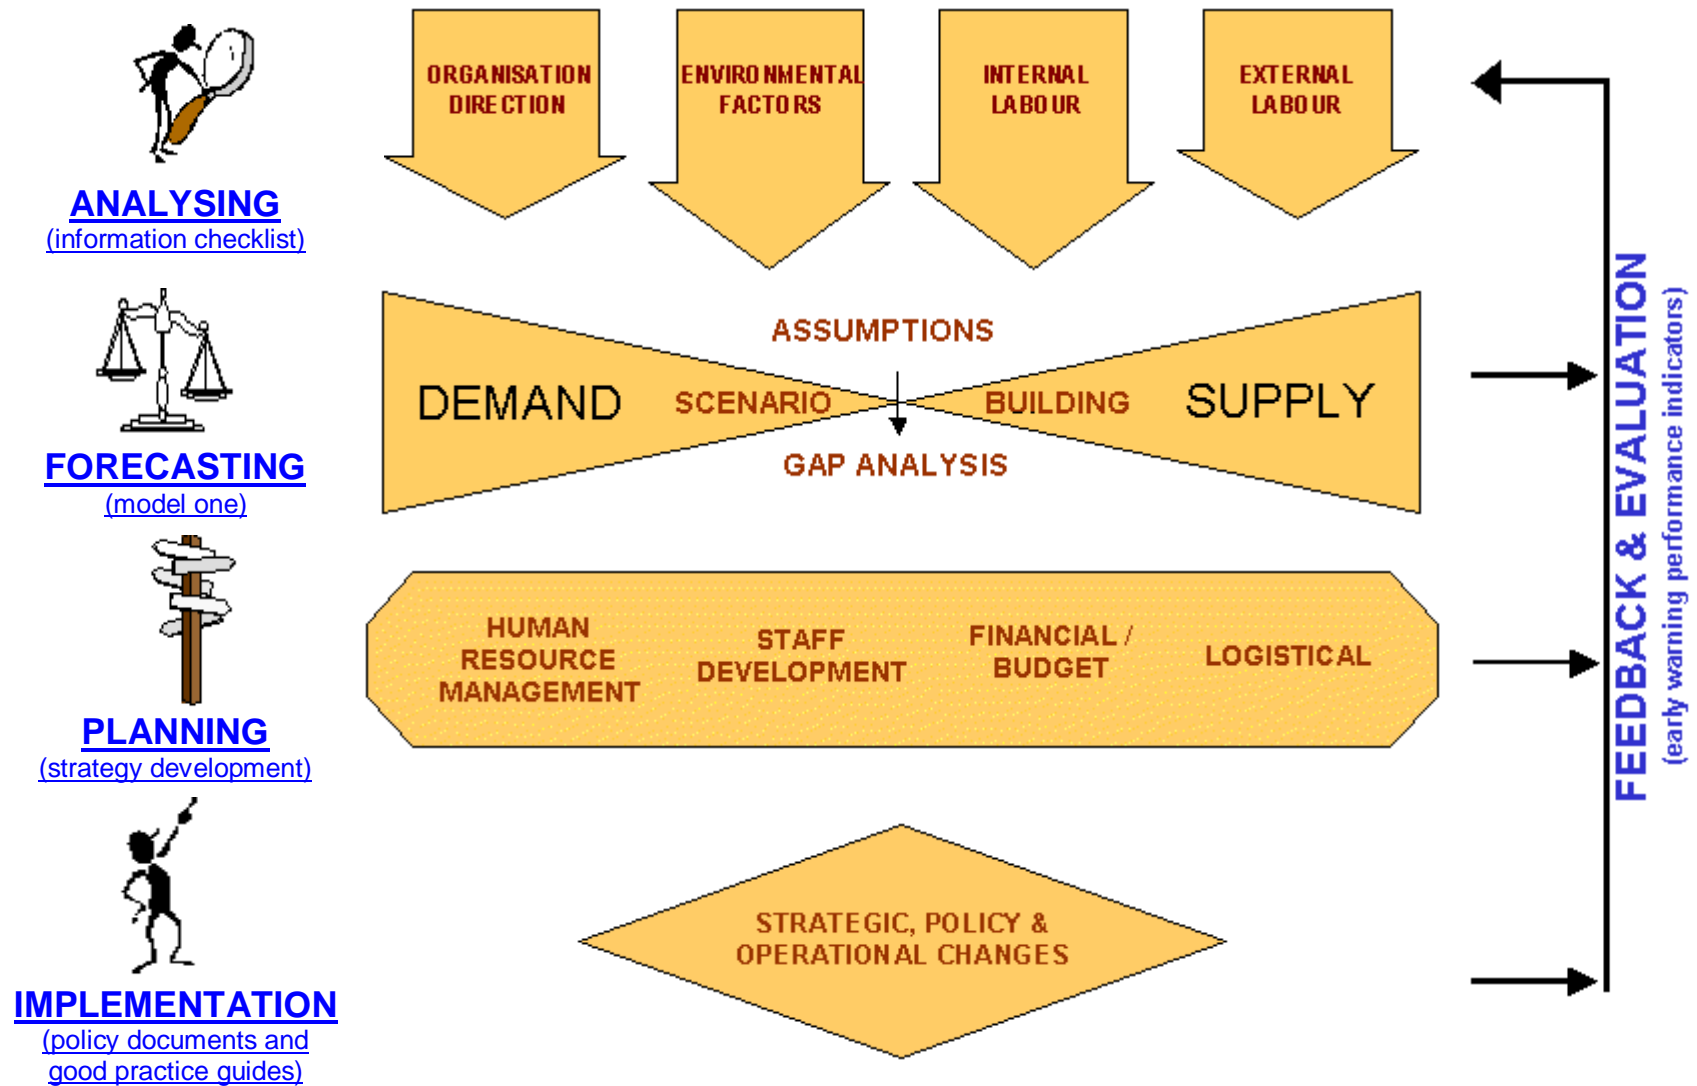 ORGANISATION
DIRECTION
ENVIRONMENTAL
FACTORS
INTERNAL
LABOUR
EXTERNAL
LABOUR
ANALYSING
(information checklist)
ASSUMPTIONS
DEMAND
SCENARIO
BUILDING
SUPPLY
GAP ANALYSIS
FORECASTING
(model one)
HUMAN
RESOURCE
MANAGEMENT
STAFF
DEVELOPMENT
FINANCIAL /
BUDGET
LOGISTICAL
PLANNING
(strategy development)
STRATEGIC, POLICY &
OPERATIONAL CHANGES
IMPLEMENTATION
(policy documents and
good practice guides)
FEEDBACK & EVALUATION
(early warning performance indicators)